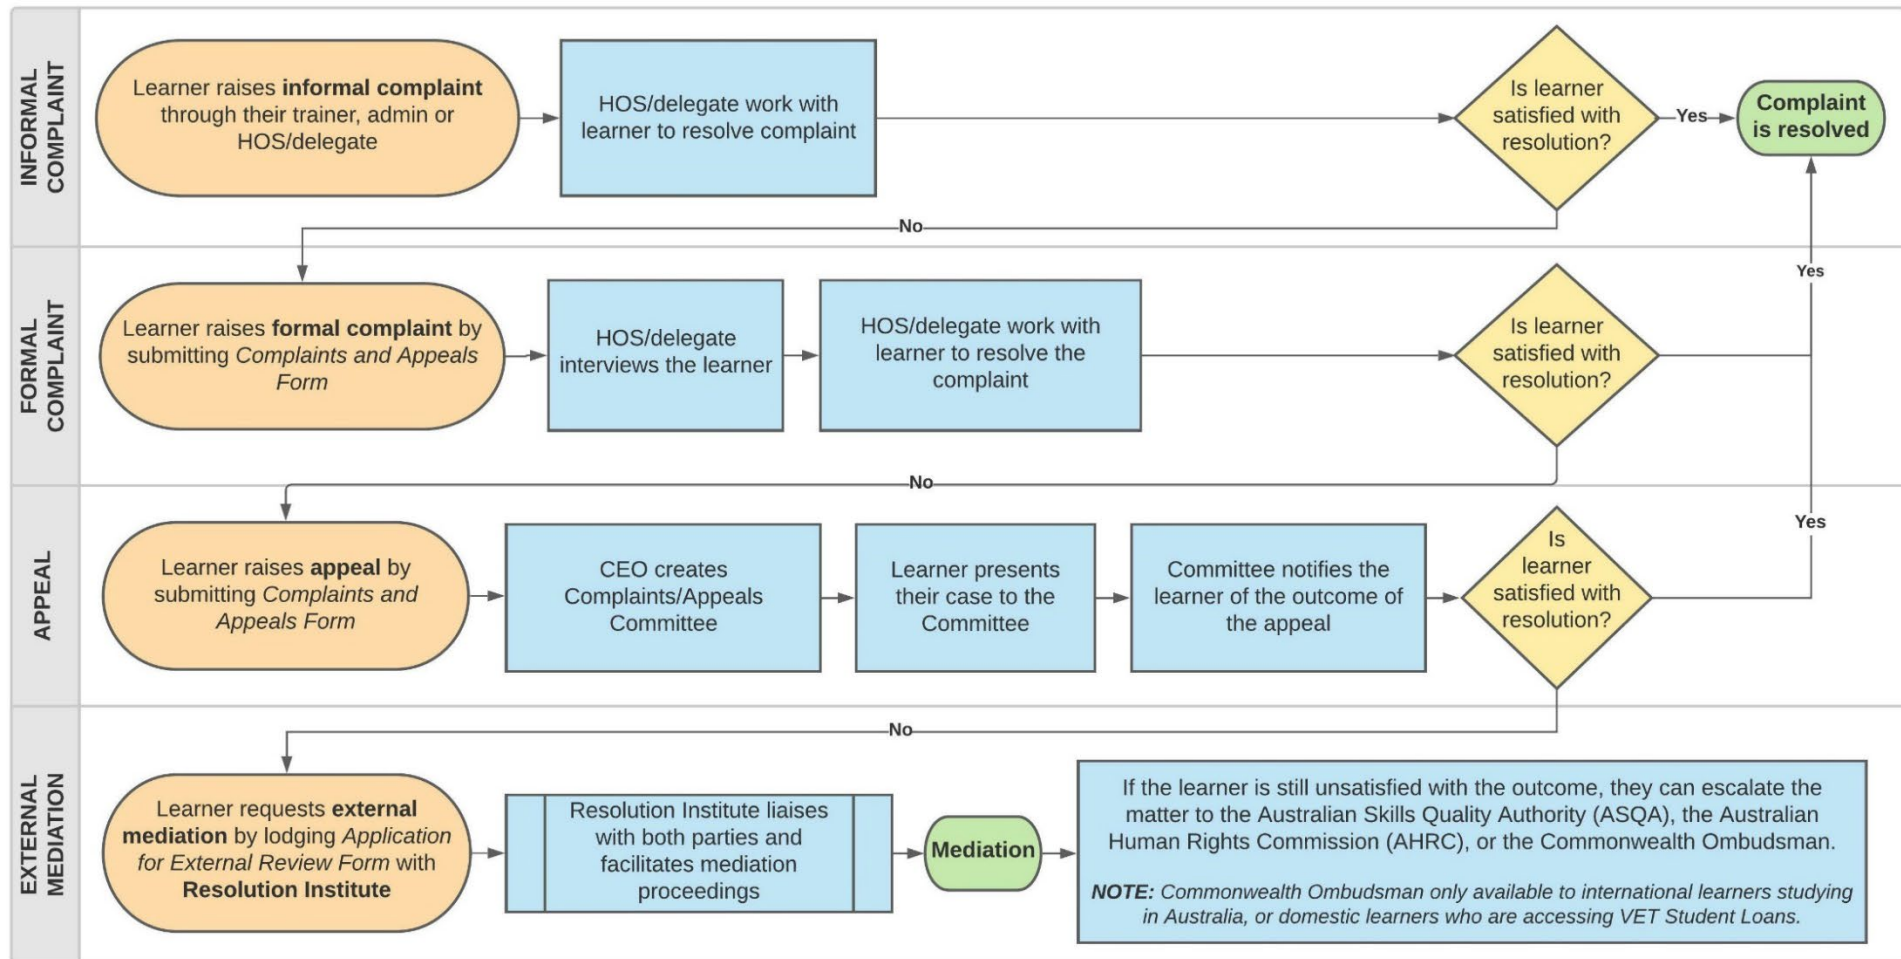 INFORMAL
COMPLAINT
Learner raises informal complaint
through their trainer, admin or
HOS/delegate
HOS/delegate work with
learner to resolve complaint
Is learner
satisfied with
resolution?
Yes
Complaint
is resolved
No
FORMAL
COMPLAINT
Learner raises formal complaint by
submitting Complaints and Appeals
Form
HOS/delegate
interviews the learner
HOS/delegate work with
learner to resolve the
complaint
Is learner
satisfied with
resolution?
Yes
No
APPEAL
Learner raises appeal by
submitting Complaints and
Appeals Form
CEO creates
Complaints/Appeals
Committee
Learner presents
their case to the
Committee
Committee notifies the
learner of the outcome of
the appeal
Is
learner
satisfied with
resolution?
Yes
No
EXTERNAL
MEDIATION
Learner requests external
mediation by lodging Application
for External Review Form with
Resolution Institute
Resolution Institute liaises
with both parties and
facilitates mediation
proceedings
Mediation
If the learner is still unsatisfied with the outcome, they can escalate the
matter to the Australian Skills Quality Authority (ASQA), the Australian
Human Rights Commission (AHRC), or the Commonwealth Ombudsman.
NOTE: Commonwealth Ombudsman only available to international learners studying
in Australia, or domestic learners who are accessing VET Student Loans.